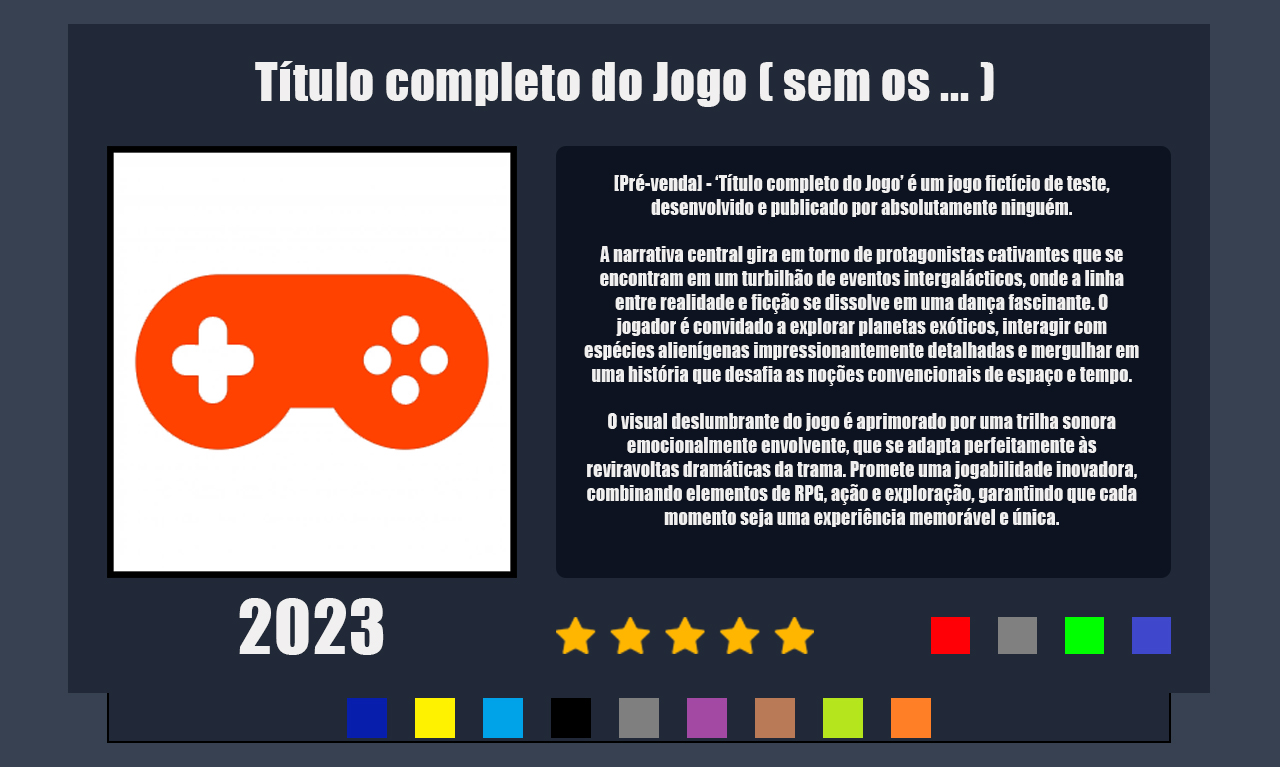 Título completo do Jogo ( sem os ... )
[Pré-venda] - ‘Título completo do Jogo’ é um jogo fictício de teste,
desenvolvido e publicado por absolutamente ninguém.
A narrativa central gira em torno de protagonistas cativantes que se
encontram em um turbilhão de eventos intergalácticos, onde a linha
entre realidade e ficção se dissolve em uma dança fascinante. O
jogador é convidado a explorar planetas exóticos, interagir com
espécies alienígenas impressionantemente detalhadas e mergulhar em
uma história que desafia as noções convencionais de espaço e tempo.
O visual deslumbrante do jogo é aprimorado por uma trilha sonora
emocionalmente envolvente, que se adapta perfeitamente às
reviravoltas dramáticas da trama. Promete uma jogabilidade inovadora,
combinando elementos de RPG, ação e exploração, garantindo que cada
momento seja uma experiência memorável e única.
2023